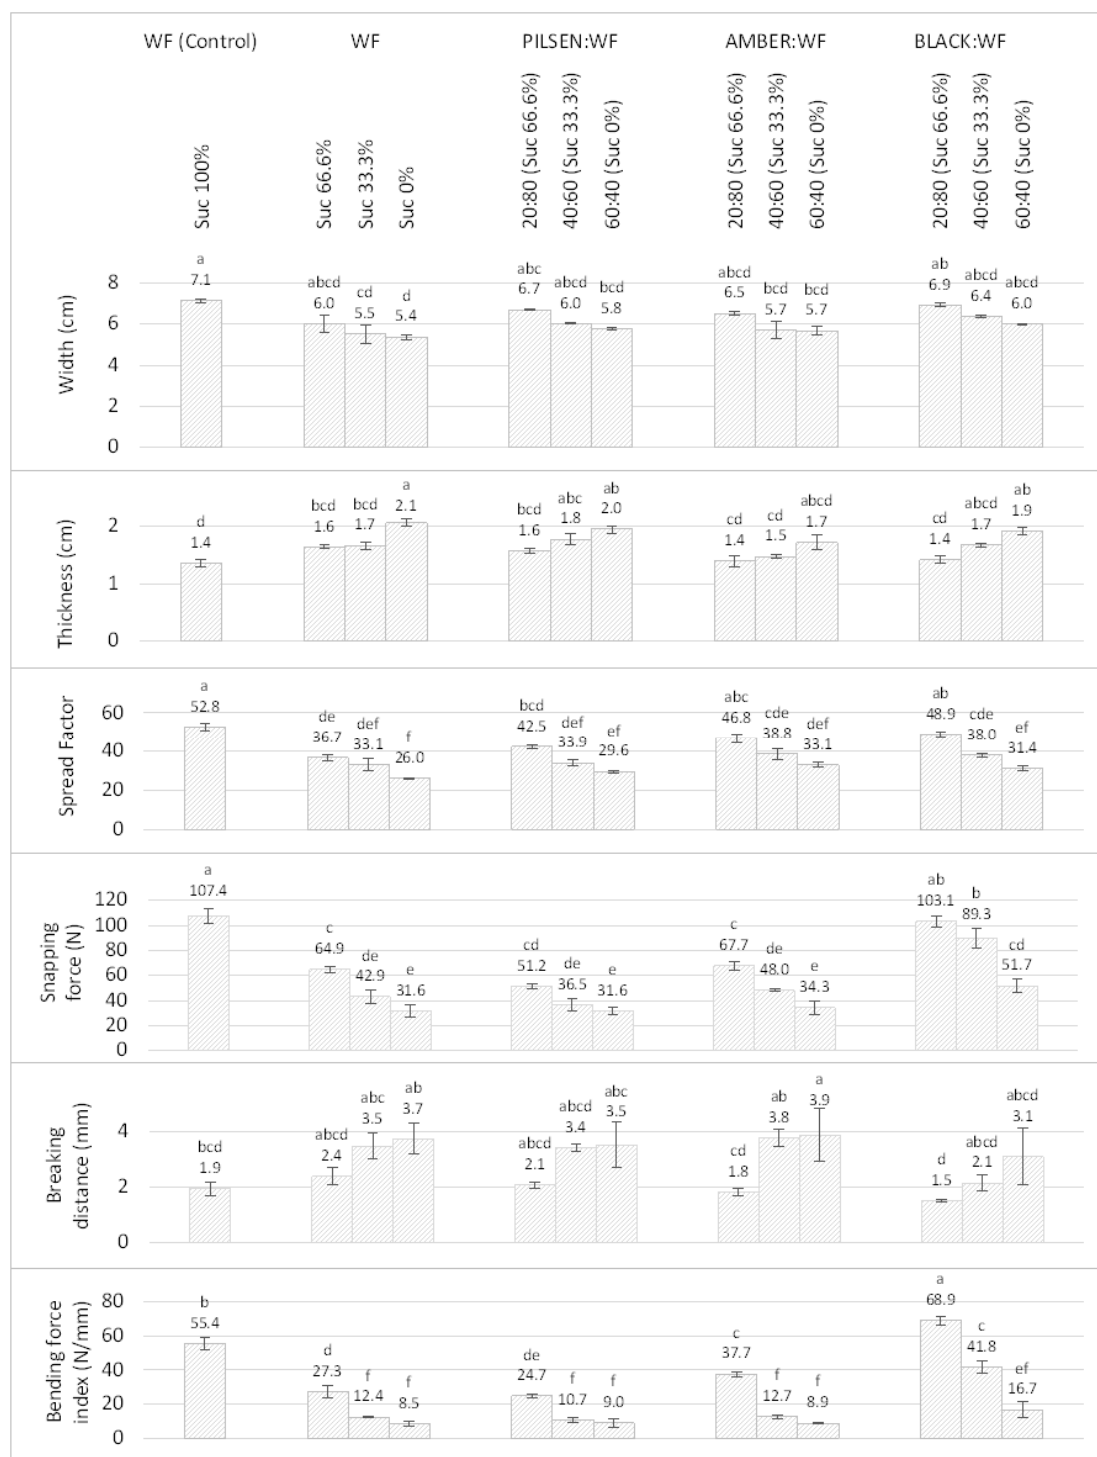 WF (Control) WF PILSEN:WF AMBER:WF BLACK:WF
Suc 100%
Suc 66.6%
Suc 33.3%
Suc 0%
20:80 (Suc 66.6%)
40:60 (Suc 33.3%)
60:40 (Suc 0%)
20:80 (Suc 66.6%)
40:60 (Suc 33.3%)
60:40 (Suc 0%)
20:80 (Suc 66.6%)
40:60 (Suc 33.3%)
60:40 (Suc 0%)
Width (cm)
8
6
4
2
0
a abcd cd d abc abcd bcd abcd bcd bcd ab abcd abcd
7.1 6.0 5.5 5.4 6.7 6.0 5.8 6.5 5.7 5.7 6.9 6.4 6.0
Thickness (cm)
2
1
0
d bcd bcd a bcd abc ab cd cd abcd cd abcd ab
1.4 1.6 1.7 2.1 1.6 1.8 2.0 1.4 1.5 1.7 1.4 1.7 1.9
Spread Factor
60
40
20
0
a de def f bcd def ef abc cde def ab cde ef
52.8 36.7 33.1 26.0 42.5 33.9 29.6 46.8 38.8 33.1 48.9 38.0 31.4
Snapping
force (N)
120
100
80
60
40
20
0
a c de e cd de e c de e ab b cd
107.4 64.9 42.9 31.6 51.2 36.5 31.6 67.7 48.0 34.3 103.1 89.3 51.7
Breaking
distance (mm)
4
2
0
bcd abcd abc ab abcd abcd abc cd ab a d abcd abcd
1.9 2.4 3.5 3.7 2.1 3.4 3.5 1.8 3.8 3.9 1.5 2.1 3.1
Bending force
index (N/mm)
80
60
40
20
0
b d f f de f f c f f a c ef
55.4 27.3 12.4 8.5 24.7 10.7 9.0 37.7 12.7 8.9 68.9 41.8 16.7